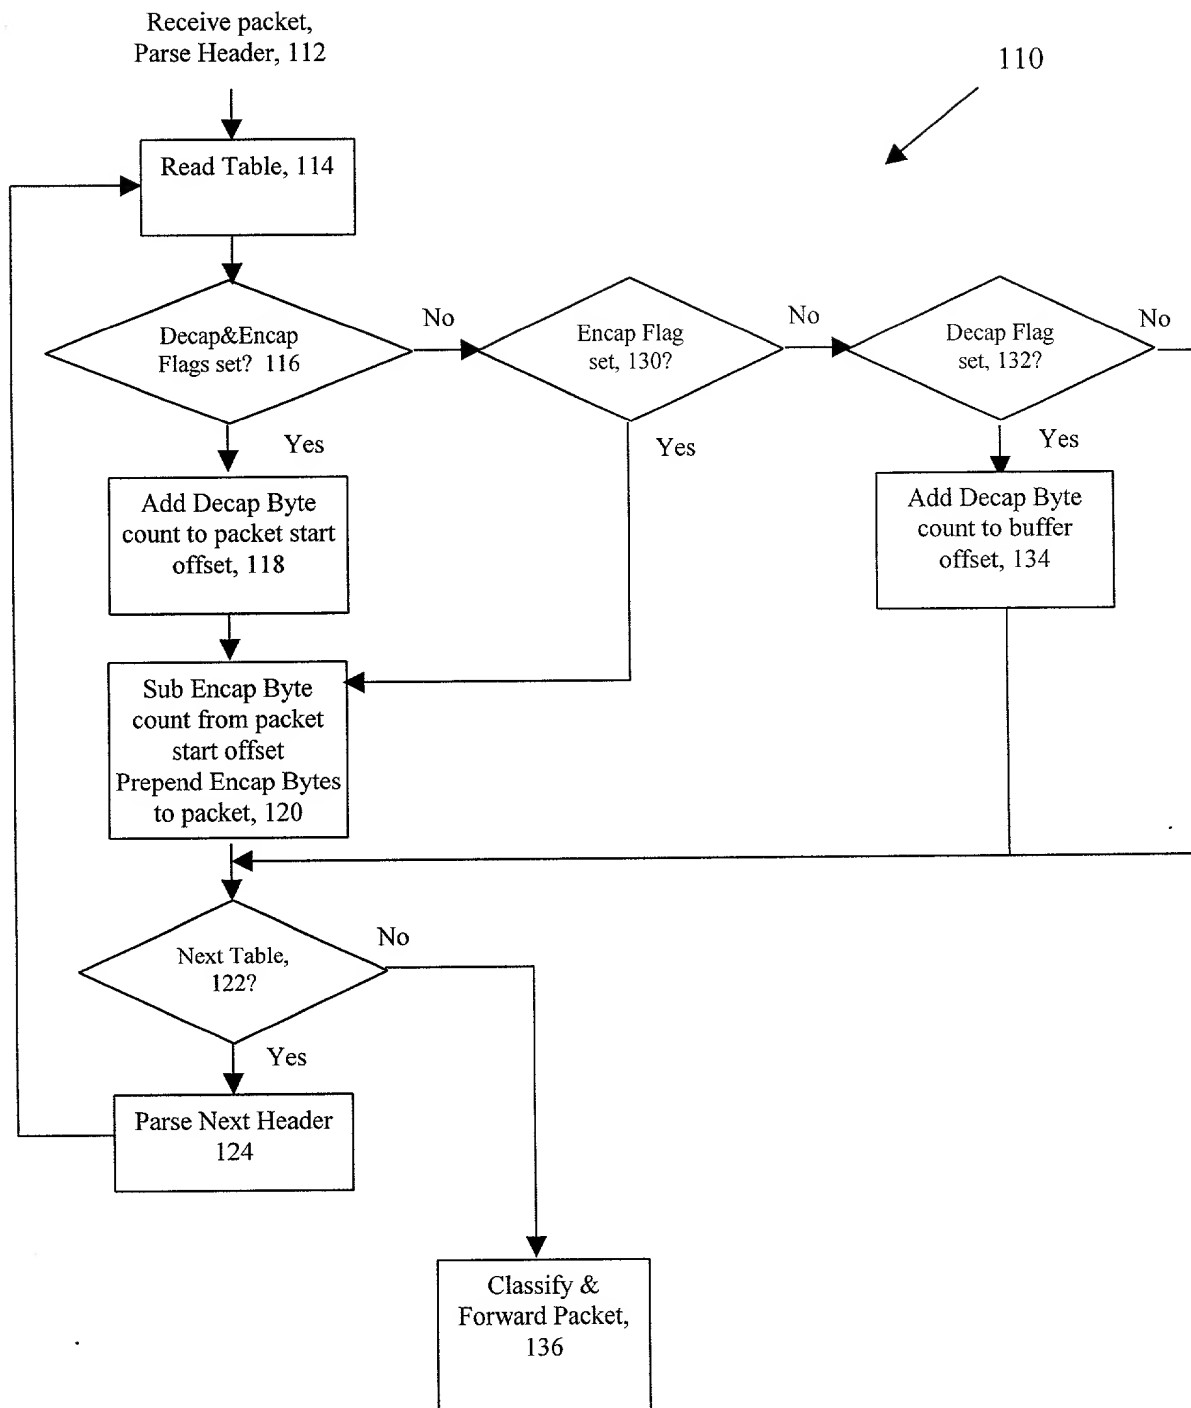 Receive packet,
Parse Header, 112
110
Read Table, 114
Decap&Encap
Flags set? 116
No
Encap Flag
set, 130?
No
Decap Flag
set, 132?
No
Yes
Yes
Yes
Add Decap Byte
count to packet start
offset, 118
Add Decap Byte
count to buffer
offset, 134
Sub Encap Byte
count from packet
start offset
Prepend Encap Bytes
to packet, 120
Next Table,
122?
No
Yes
Parse Next Header
124
Classify &
Forward Packet,
136